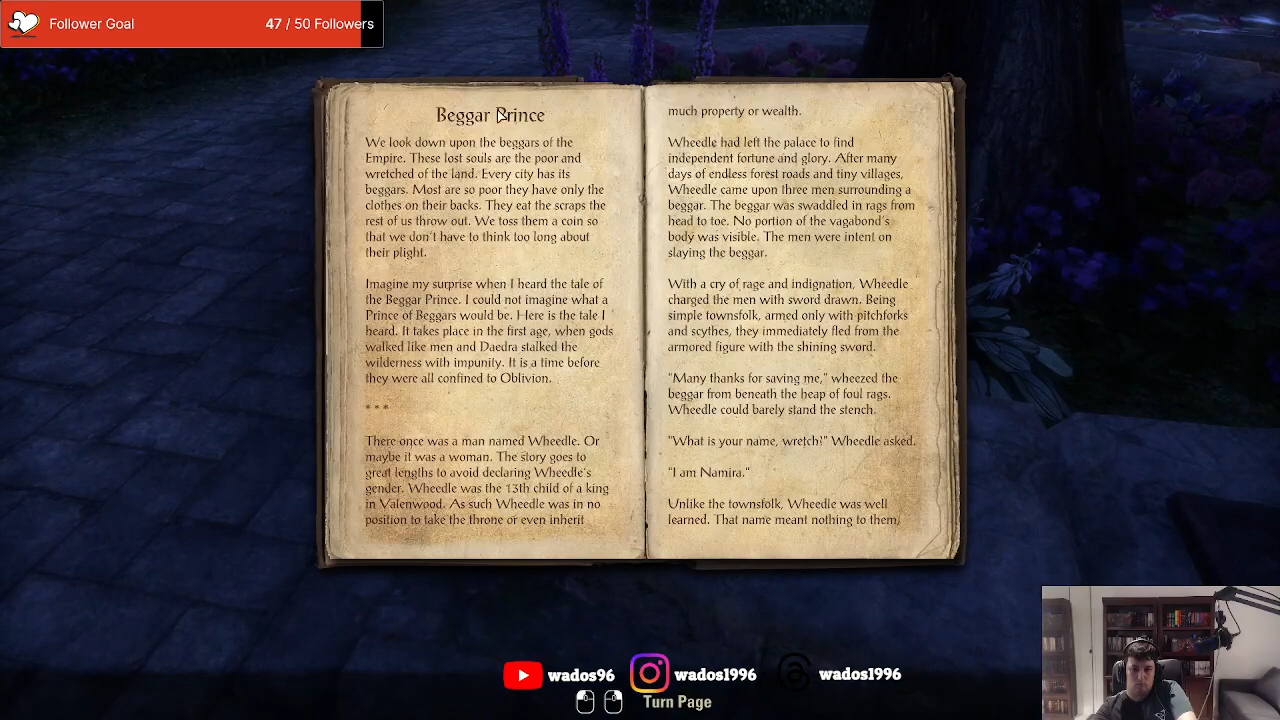 Follower Goal
47 / 50 Followers
Beggar Prince
We look down upon the beggars of the
Empire. These lost souls are the poor and
wretched of the land. Every city has its
beggars. Most are so poor they have only the
clothes on their backs. They eat the scraps the
rest of us throw out. We toss them a coin so
that we don't have to think too long about
their plight.
Imagine my surprise when I heard the tale of
the Beggar Prince. I could not imagine what a
Prince of Beggars would be. Here is the tale I
heard. It takes place in the first age, when gods
walked like men and Daedra stalked the
wilderness with impunity. It is a time before
they were all confined to Oblivion.
* * *
There once was a man named Wheedle. Or
maybe it was a woman. The story goes to
great lengths to avoid declaring Wheedle's
gender. Wheedle was the 13th child of a king
in Valenwood. As such Wheedle was in no
position to take the throne or even inherit
much property or wealth.
Wheedle had left the palace to find
independent fortune and glory. After many
days of endless forest roads and tiny villages,
Wheedle came upon three men surrounding a
beggar. The beggar was swaddled in rags from
head to toe. No portion of the vagabond's
body was visible. The men were intent on
slaying the beggar.
With a cry of rage and indignation, Wheedle
charged the men with sword drawn. Being
simple townsfolk, armed only with pitchforks
and scythes, they immediately fled from the
armored figure with the shining sword.
"Many thanks for saving me," wheezed the
beggar from beneath the heap of foul rags.
Wheedle could barely stand the stench.
"What is your name, wretch?" Wheedle asked.
"I am Namira."
Unlike the townsfolk, Wheedle was well
learned. That name meant nothing to them,
wados96
wados1996
wados1996
Turn Page